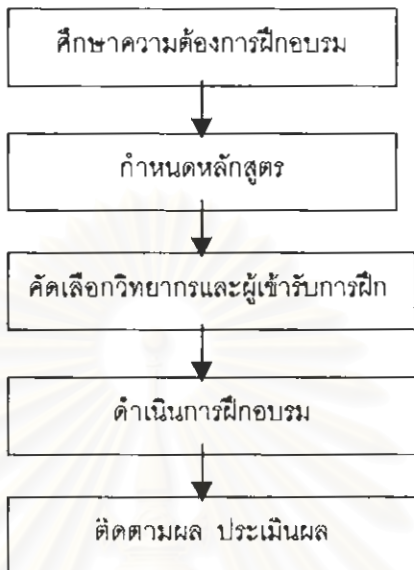 ศึกษาความต้องการฝึกอบรม
กำหนดหลักสูตร
คัดเลือกวิทยากรและผู้เข้ารับการฝึก
ดำเนินการฝึกอบรม
ติดตามผล ประเมินผล